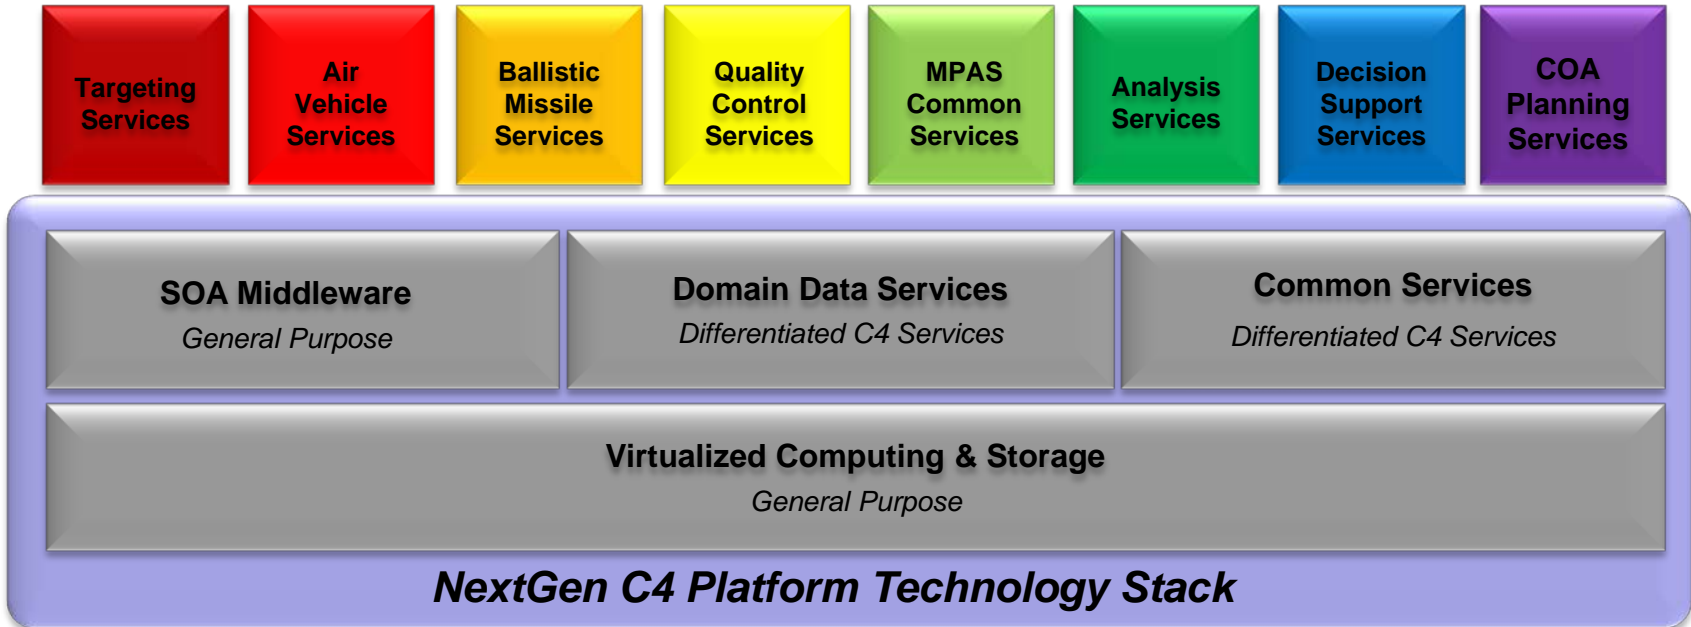 Targeting
Services
Air
Vehicle
Services
Ballistic
Missile
Services
Quality
Control
Services
MPAS
Common
Services
Analysis
Services
Decision
Support
Services
COA
Planning
Services
SOA Middleware
General Purpose
Domain Data Services
Differentiated C4 Services
Common Services
Differentiated C4 Services
Virtualized Computing & Storage
General Purpose
NextGen C4 Platform Technology Stack